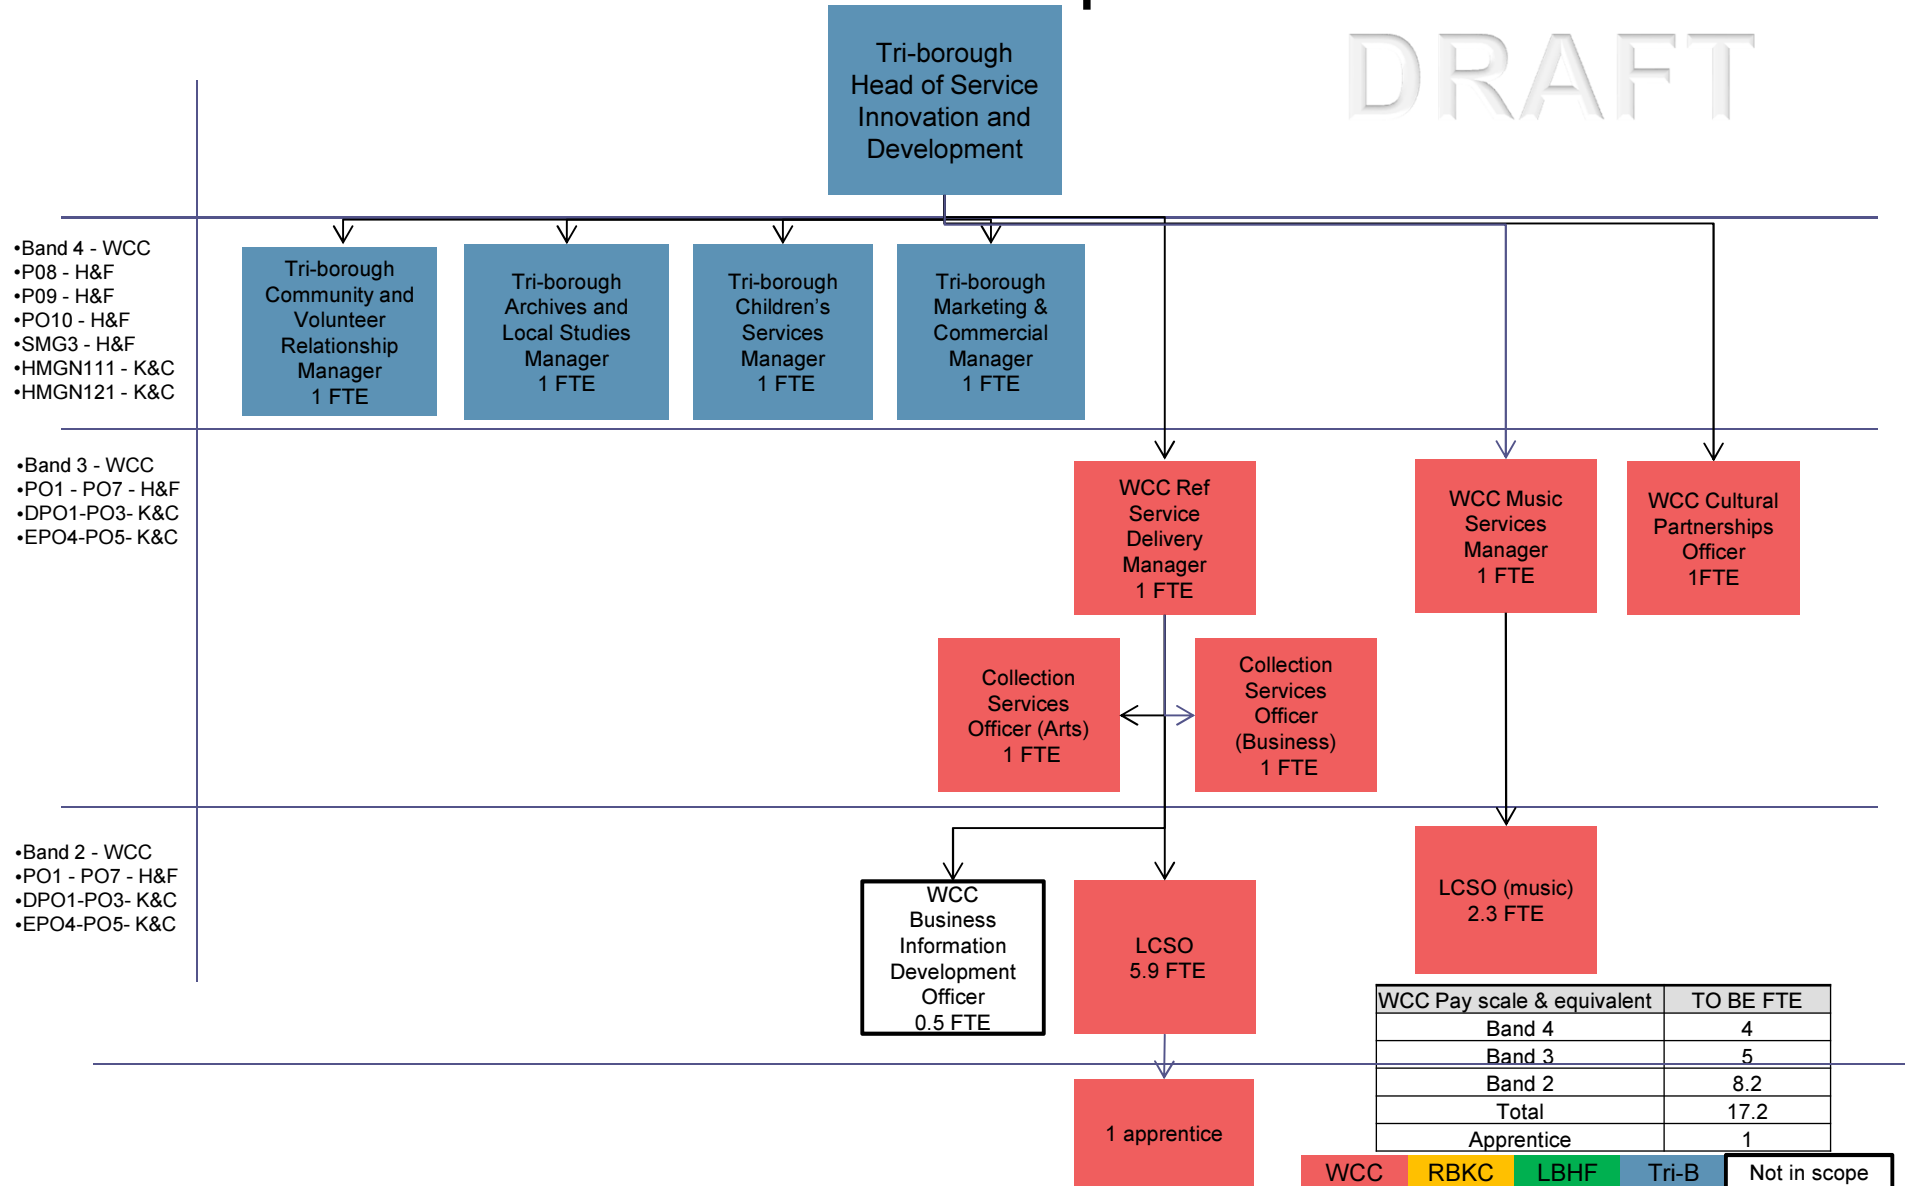 DRAFT
Tri-borough
Head of Service
Innovation and
Development
•Band 4 - WCC
•P08 - H&F
•P09 - H&F
•PO10 - H&F
•SMG3 - H&F
•HMGN111 - K&C
•HMGN121 - K&C
Tri-borough
Community and
Volunteer
Relationship
Manager
1 FTE
Tri-borough
Archives and
Local Studies
Manager
1 FTE
Tri-borough
Children’s
Services
Manager
1 FTE
Tri-borough
Marketing &
Commercial
Manager
1 FTE
•Band 3 - WCC
•PO1 - PO7 - H&F
•DPO1-PO3- K&C
•EPO4-PO5- K&C
WCC Ref
Service
Delivery
Manager
1 FTE
WCC Music
Services
Manager
1 FTE
WCC Cultural
Partnerships
Officer
1FTE
Collection
Services
Officer (Arts)
1 FTE
Collection
Services
Officer
(Business)
1 FTE
•Band 2 - WCC
•PO1 - PO7 - H&F
•DPO1-PO3- K&C
•EPO4-PO5- K&C
WCC
Business
Information
Development
Officer
0.5 FTE
LCSO
5.9 FTE
LCSO (music)
2.3 FTE
1 apprentice
WCC Pay scale & equivalent TO BE FTE
Band 4 4
Band 3 5
Band 2 8.2
Total 17.2
Apprentice 1
WCC RBKC LBHF Tri-B Not in scope